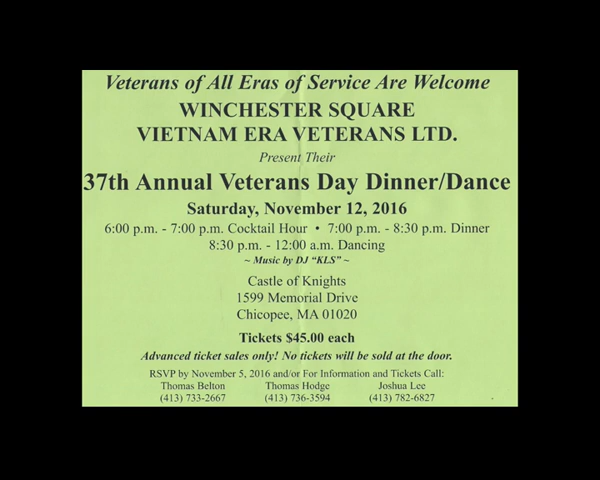 Veterans of All Eras of Service Are Welcome
WINCHESTER SQUARE
VIETNAM ERA VETERANS LTD.
Present Their
37th Annual Veterans Day Dinner/Dance
Saturday, November 12, 2016
6:00 p.m. - 7:00 p.m. Cocktail Hour • 7:00 p.m. - 8:30 p.m. Dinner
8:30 p.m. - 12:00 a.m. Dancing
~ Music by DJ "KLS" ~
Castle of Knights
1599 Memorial Drive
Chicopee, MA 01020
Tickets $45.00 each
Advanced ticket sales only! No tickets will be sold at the door.
RSVP by November 5, 2016 and/or For Information and Tickets Call:
Thomas Belton Thomas Hodge Joshua Lee
(413) 733-2667 (413) 736-3594 (413) 782-6827